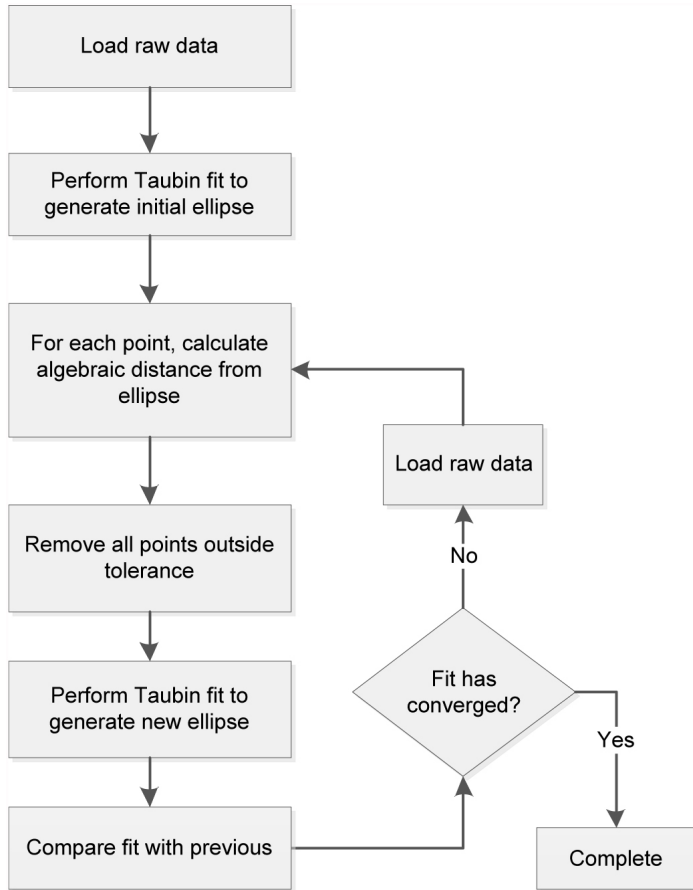 Load raw data
Perform Taubin fit to
generate initial ellipse
For each point, calculate
algebraic distance from
ellipse
Remove all points outside
tolerance
Perform Taubin fit to
generate new ellipse
Compare fit with previous
Fit has
converged?
No
Load raw data
Yes
Complete